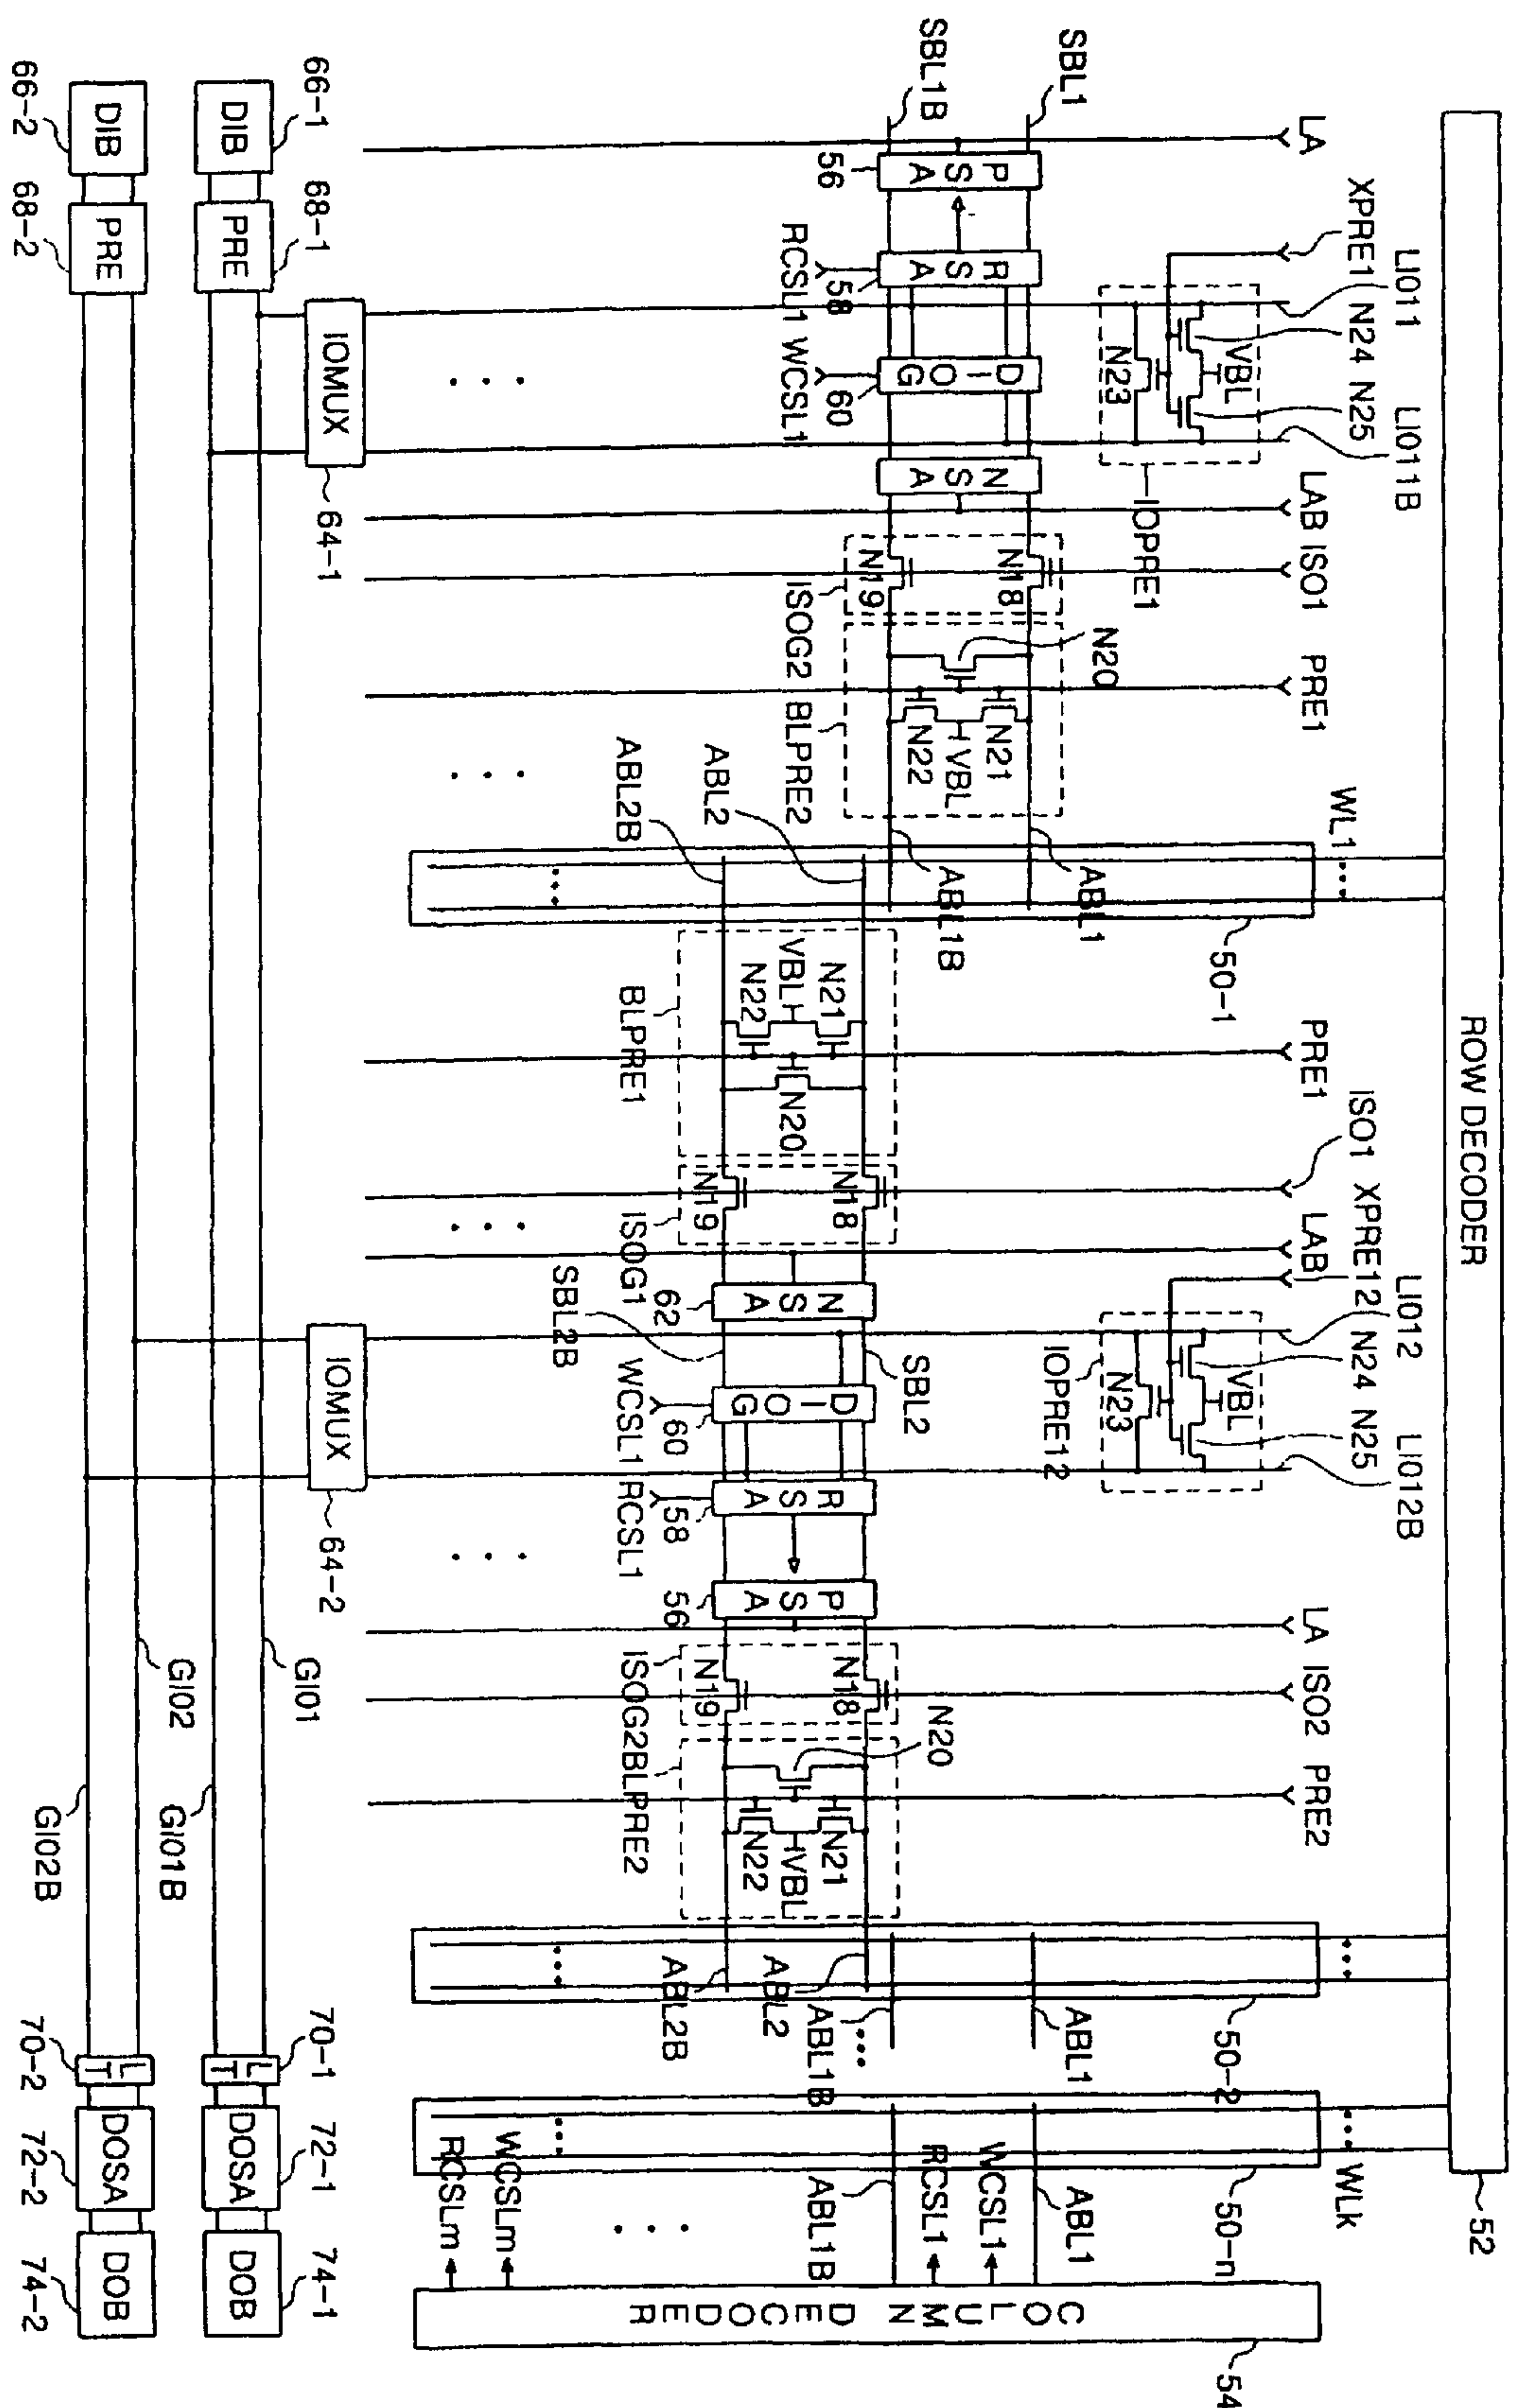 ROW DECODER
52
WL1
WLk
50-1
50-2
50-n
LA
XPRE11
LIO11
N24
N25
LIO11B
VBL
N23
IOPRE1
LAB
ISO1
PRE1
PRE1
ISO1
LAB
XPRE12
LIO12
N24
N25
LIO12B
VBL
N23
IOPRE12
LA
ISO2
PRE2
SBL1
SBL1B
PSA
56
RSA
58
RCSL1
DIOG
60
WCSL1
NSA
N18
N19
ISOG2
N20
N21
VBL
N22
BLPRE2
ABL1
ABL1B
ABL2
ABL2B
N21
VBL
N22
N20
BLPRE1
N18
N19
ISOG1
NSA
62
SBL2B
SBL2
DIOG
60
WCSL1
RSA
58
RCSL1
PSA
56
N18
N19
ISOG2
N20
N21
VBL
N22
BLPRE2
ABL2
ABL2B
ABL1
ABL1B
ABL1
ABL1B
WCSL1
RCSL1
WCSLm
RCSLm
COLUMN DECODER
54
IOMUX
64-1
IOMUX
64-2
66-1
DIB
68-1
PRE
GIO1
GIO1B
70-1
LT
72-1
DOSA
74-1
DOB
66-2
DIB
68-2
PRE
GIO2
GIO2B
70-2
LT
72-2
DOSA
74-2
DOB